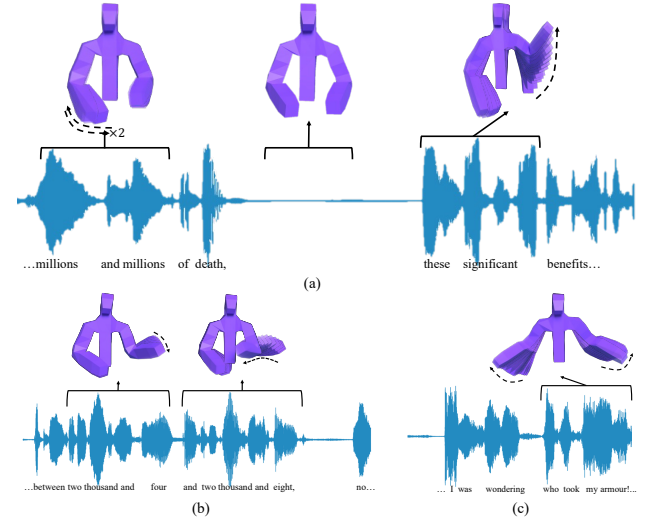 ×2
…millions and millions of death, these significant benefits…
(a)
…between two thousand and four and two thousand and eight, no…
(b)
… I was wondering who took my armour!...
(c)